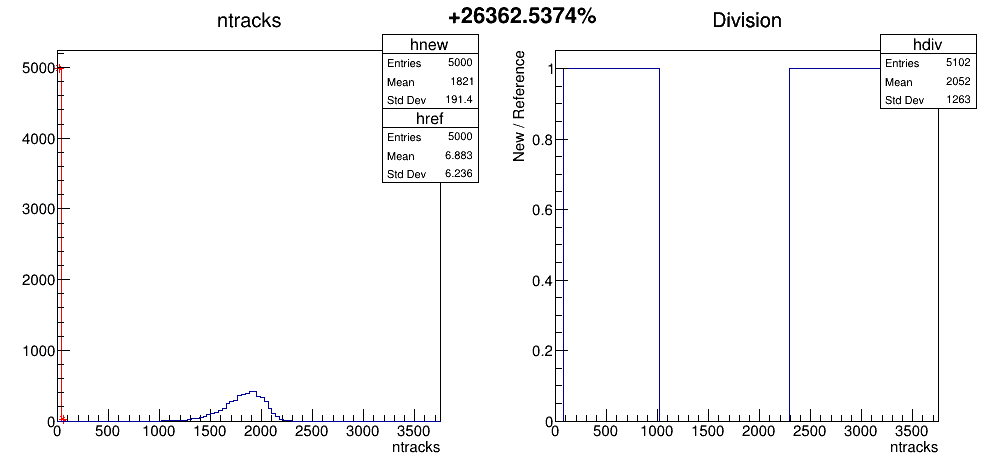 +26362.5374%
ntracks
hnew
Entries 5000
Mean 1821
Std Dev 191.4
href
Entries 5000
Mean 6.883
Std Dev 6.236
5000
4000
3000
2000
1000
0
0 500 1000 1500 2000 2500 3000 3500
ntracks
Division
hdiv
Entries 5102
Mean 2052
Std Dev 1263
New / Reference
1
0.8
0.6
0.4
0.2
0
0 500 1000 1500 2000 2500 3000 3500
ntracks